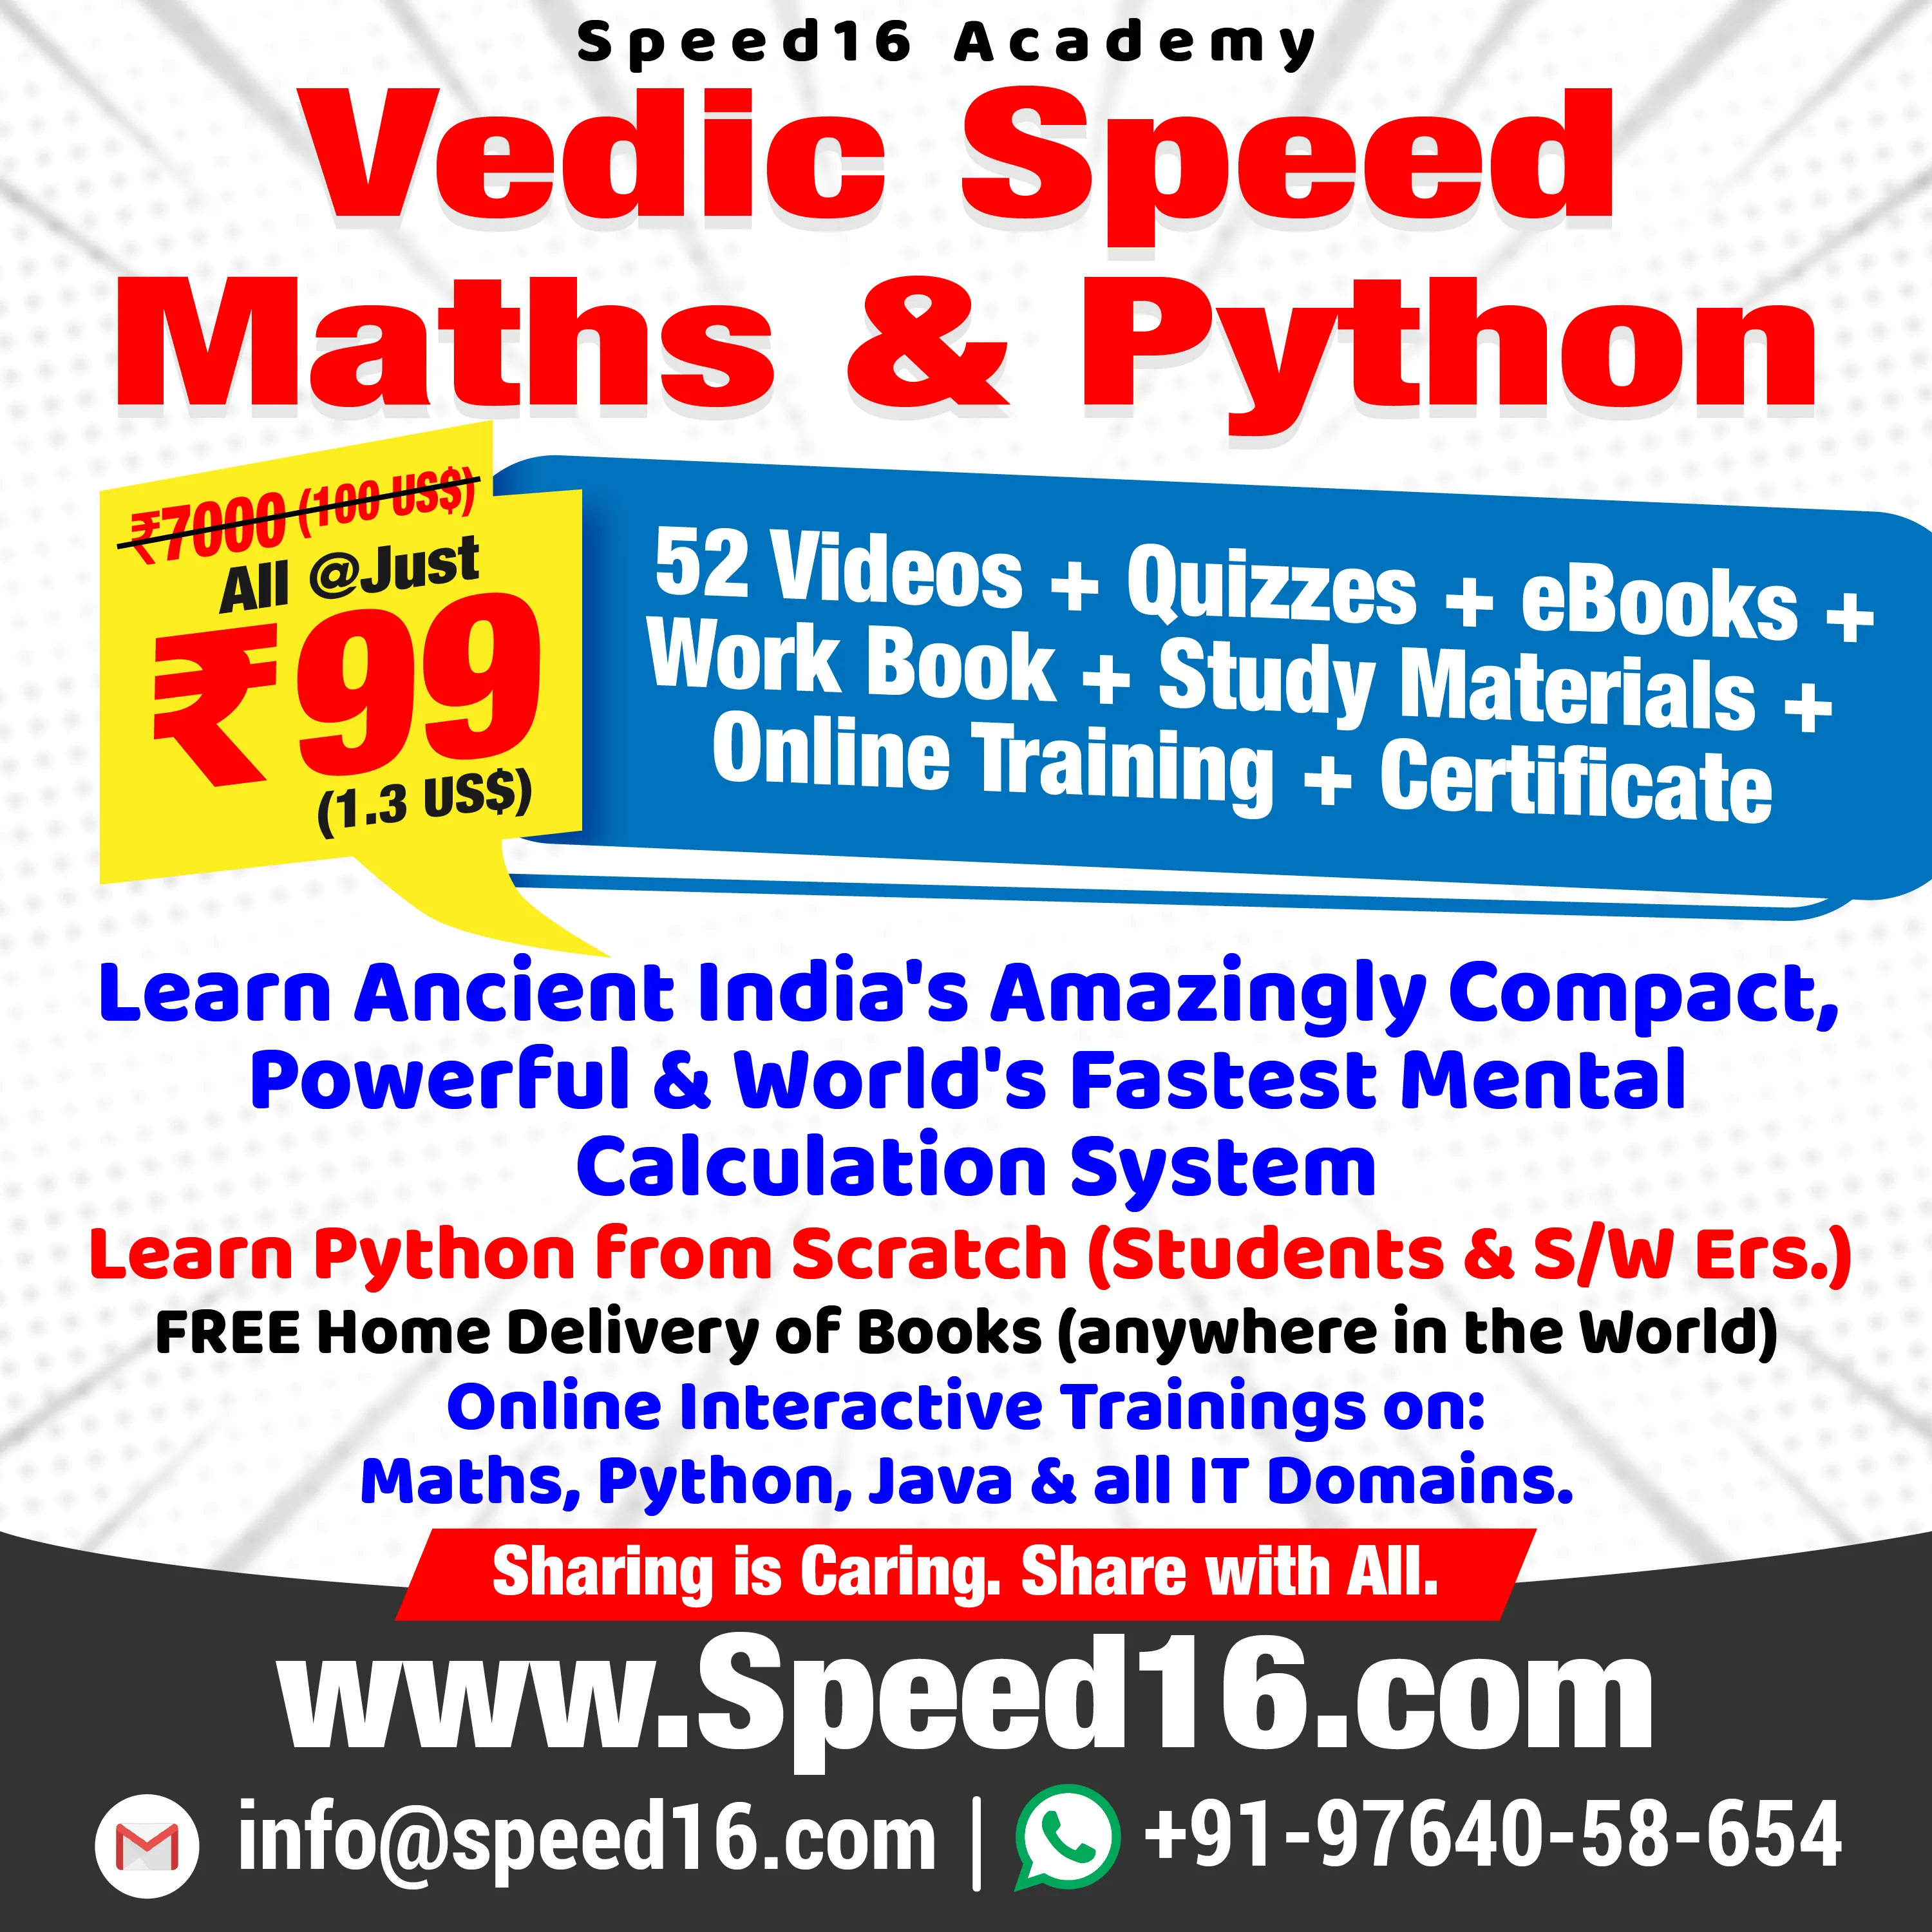 Speed16 Academy
Vedic Speed
Maths & Python
₹7000 (100 US$)
All @Just
₹99
(1.3 US$)
52 Videos + Quizzes + eBooks +
Work Book + Study Materials +
Online Training + Certificate
Learn Ancient India's Amazingly Compact,
Powerful & World's Fastest Mental
Calculation System
Learn Python from Scratch (Students & S/W Ers.)
FREE Home Delivery of Books (anywhere in the World)
Online Interactive Trainings on:
Maths, Python, Java & all IT Domains.
Sharing is Caring. Share with All.
www.Speed16.com
info@speed16.com | +91-97640-58-654